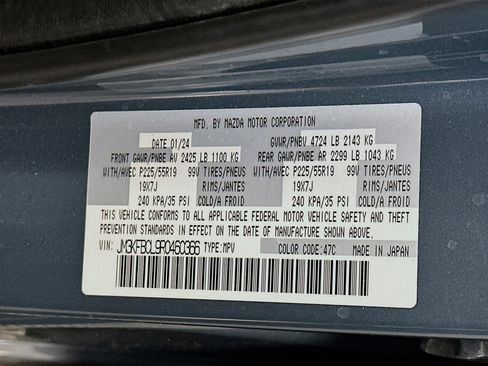 MFD. BY MAZDA MOTOR CORPORATION
DATE 01/24 GVWR/PNBV 4724 LB 2143 KG
FRONT GAWR/PNBE AV 2425 LB 1100 KG REAR GAWR/PNBE AR 2299 LB 1043 KG
WITH/AVEC P225/55R19 99V TIRES/PNEUS WITH/AVEC P225/55R19 99V TIRES/PNEUS
19X7J RIMS/JANTES 19X7J RIMS/JANTES
240 KPA/35 PSI COLD/A FROID 240 KPA/35 PSI COLD/A FROID
THIS VEHICLE CONFORMS TO ALL APPLICABLE FEDERAL MOTOR VEHICLE SAFETY AND THEFT
PREVENTION STANDARDS IN EFFECT ON THE DATE OF MANUFACTURE SHOWN ABOVE.
VIN: JM3KFBCL9R0460366 TYPE:MPV COLOR CODE:47C MADE IN JAPAN